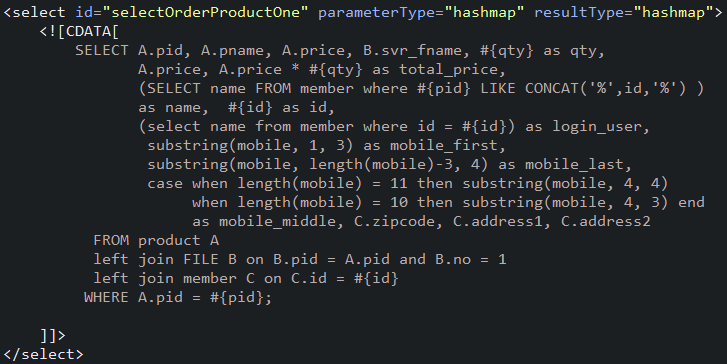 <select id="selectOrderProductOne" parameterType="hashmap" resultType="hashmap">
<![CDATA[
SELECT A.pid, A.pname, A.price, B.svr_fname, #{qty} as qty,
A.price, A.price * #{qty} as total_price,
(SELECT name FROM member where #{pid} LIKE CONCAT('%',id,'%') )
as name,  #{id} as id,
(select name from member where id = #{id}) as login_user,
substring(mobile, 1, 3) as mobile_first,
substring(mobile, length(mobile)-3, 4) as mobile_last,
case when length(mobile) = 11 then substring(mobile, 4, 4)
when length(mobile) = 10 then substring(mobile, 4, 3) end
as mobile_middle, C.zipcode, C.address1, C.address2
FROM product A
left join FILE B on B.pid = A.pid and B.no = 1
left join member C on C.id = #{id}
WHERE A.pid = #{pid};
]]>
</select>